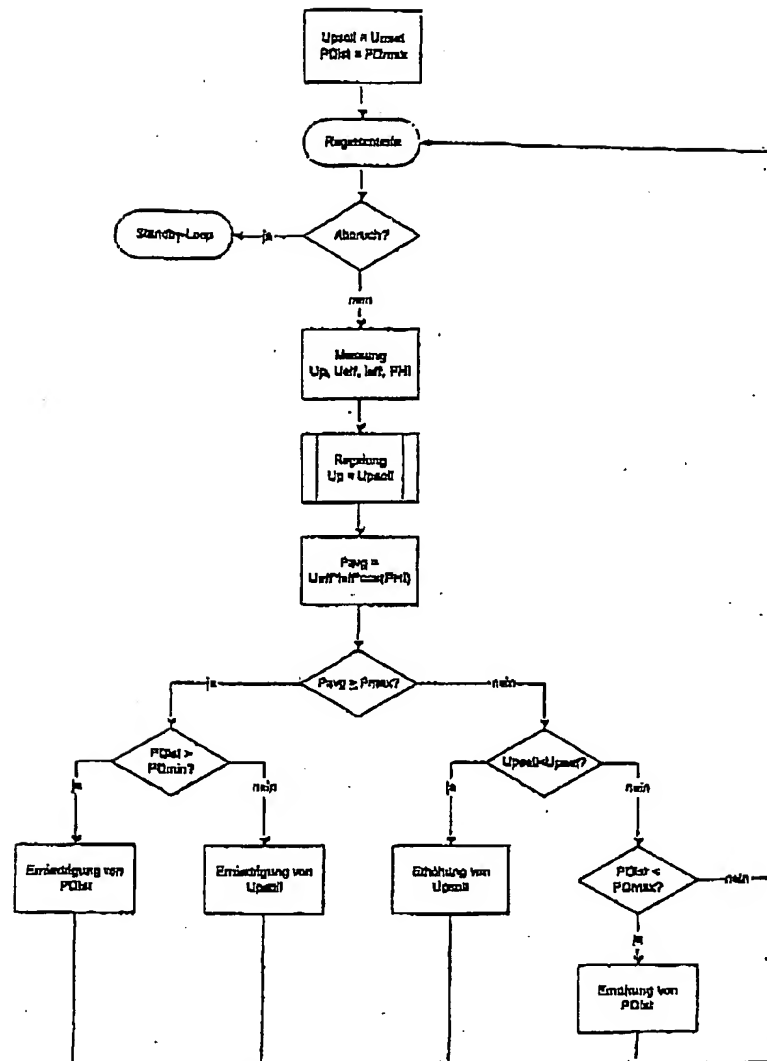 Upsoll = Upset
PDist = PDmax
Regelschleife
Standby-Loop
ja
Abbruch?
nein
Messung
Up, Ueff, Ieff, PHI
Regelung
Up = Upsoll
Pavg =
Ueff*Ieff*cos(PHI)
ja
Pavg ≥ Pmax?
nein
PDist >
PDmin?
Upsoll<Upset?
ja
nein
ja
nein
Erniedrigung von
PDist
Erniedrigung von
Upsoll
Erhöhung von
Upsoll
PDist <
PDmax?
nein
ja
Erhöhung von
PDist